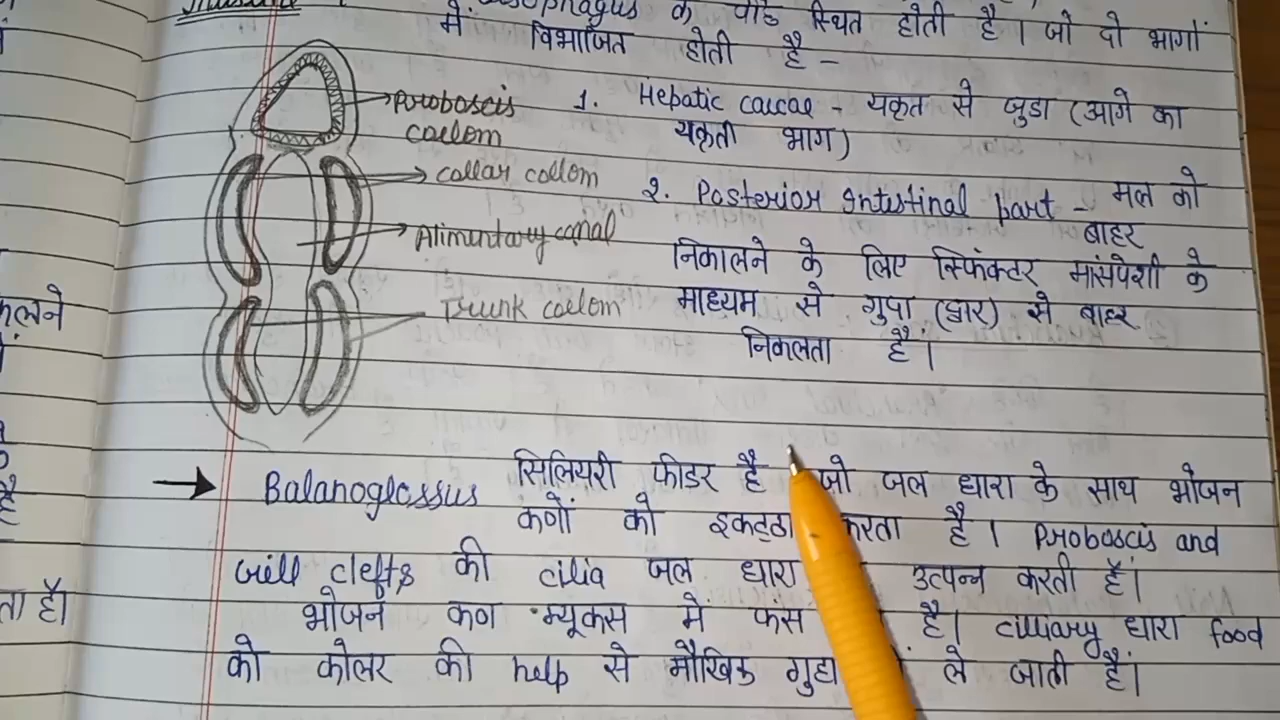 Oesophagus के पीछे स्थित होती है। जो दो भागों
में विभाजित होती है -
1. Hepatic caecae - यकृत से जुडा (आगे का
यकृती भाग)
2. Posterior Intestinal part - मल को
बाहर
निकालने के लिए स्फिंक्टर मांसपेशी के
माध्यम से गुपा (द्वार) से बाहर
निकलता है।
Proboscis
coelom
collar coelom
Alimentary canal
Trunk coelom
Balanoglossus सिलियरी फीडर है जो जल धारा के साथ भोजन
कणों को इकट्ठा करता है। Proboscis and
Gill clefts की cilia जल धारा उत्पन्न करती हैं।
भोजन कण म्यूकस मे फंस है। cilliary धारा food
को कोलर की help से मौखिक गुहा ले जाती हैं।
ता है।